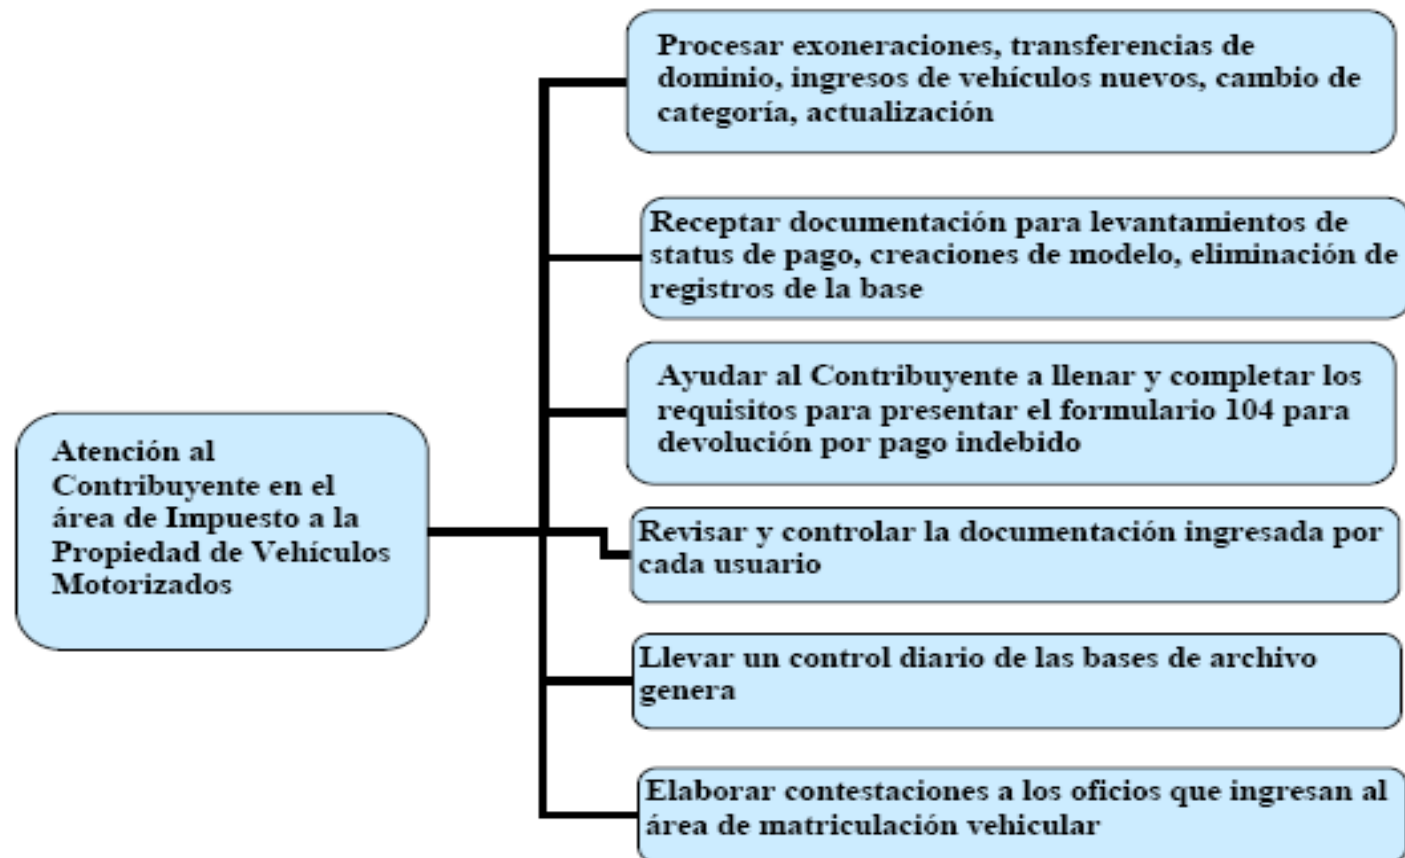 Procesar exoneraciones, transferencias de
dominio, ingresos de vehículos nuevos, cambio de
categoría, actualización
Receptar documentación para levantamientos de
status de pago, creaciones de modelo, eliminación de
registros de la base
Ayudar al Contribuyente a llenar y completar los
requisitos para presentar el formulario 104 para
devolución por pago indebido
Atención al
Contribuyente en el
área de Impuesto a la
Propiedad de Vehículos
Motorizados
Revisar y controlar la documentación ingresada por
cada usuario
Llevar un control diario de las bases de archivo
genera
Elaborar contestaciones a los oficios que ingresan al
área de matriculación vehicular